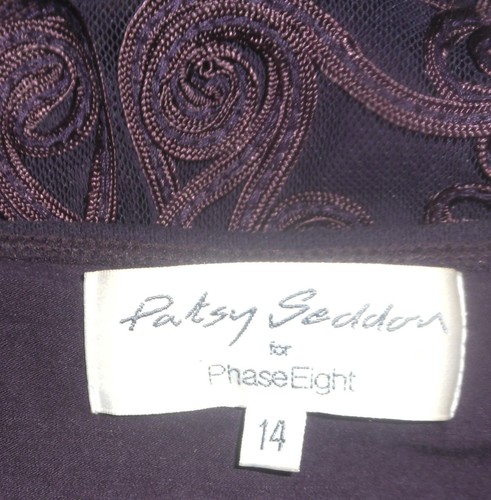 Patsy Seddon
for
PhaseEight
14